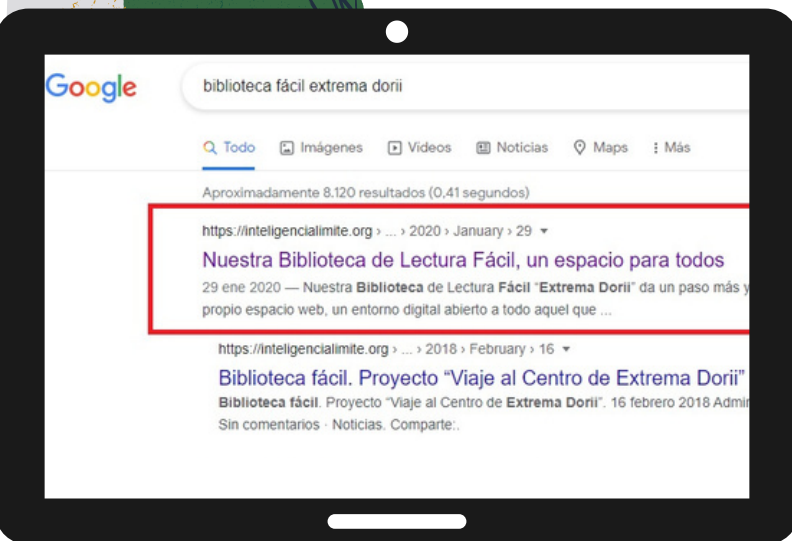 Google
biblioteca fácil extrema dorii
Todo Imágenes Vídeos Noticias Maps Más
Aproximadamente 8.120 resultados (0,41 segundos)
https://inteligencialimite.org › ... › 2020 › January › 29
Nuestra Biblioteca de Lectura Fácil, un espacio para todos
29 ene 2020 — Nuestra Biblioteca de Lectura Fácil "Extrema Dorii" da un paso más y
propio espacio web, un entorno digital abierto a todo aquel que ...
https://inteligencialimite.org › ... › 2018 › February › 16
Biblioteca fácil. Proyecto “Viaje al Centro de Extrema Dorii”
Biblioteca fácil. Proyecto “Viaje al Centro de Extrema Dorii”. 16 febrero 2018
Sin comentarios · Noticias. Comparte:.